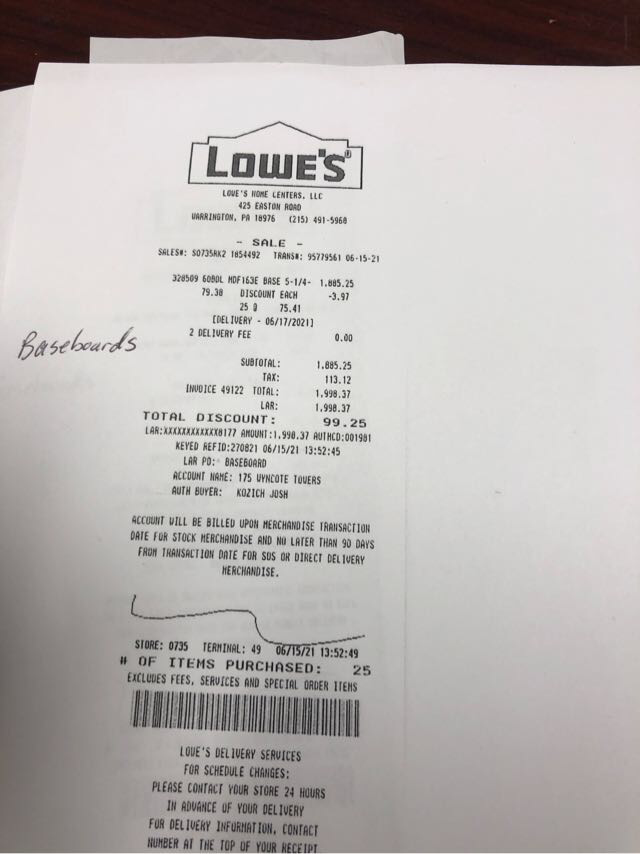 LOWE'S
LOWE'S HOME CENTERS, LLC
425 EASTON ROAD
WARRINGTON, PA 18976 (215) 491-5960
- SALE -
SALES#: S0735RK2 1854492 TRANS#: 95779561 06-15-21
328509 6080L MDF163E BASE 5-1/4- 1,885.25
79.38 DISCOUNT EACH -3.97
25 @ 75.41
[DELIVERY - 06/17/2021]
2 DELIVERY FEE 0.00
Baseboards
SUBTOTAL: 1,885.25
TAX: 113.12
INVOICE 49122 TOTAL: 1,998.37
LAR: 1,998.37
TOTAL DISCOUNT: 99.25
LAR:XXXXXXXXXXXX8177 AMOUNT:1,998.37 AUTHCD:001981
KEYED REFID:270821 06/15/21 13:52:45
LAR PO: BASEBOARD
ACCOUNT NAME: 175 WYNCOTE TOWERS
AUTH BUYER: KOZICH JOSH
ACCOUNT WILL BE BILLED UPON MERCHANDISE TRANSACTION
DATE FOR STOCK MERCHANDISE AND NO LATER THAN 90 DAYS
FROM TRANSACTION DATE FOR SOS OR DIRECT DELIVERY
MERCHANDISE.
STORE: 0735 TERMINAL: 49 06/15/21 13:52:49
# OF ITEMS PURCHASED: 25
EXCLUDES FEES, SERVICES AND SPECIAL ORDER ITEMS
LOWE'S DELIVERY SERVICES
FOR SCHEDULE CHANGES:
PLEASE CONTACT YOUR STORE 24 HOURS
IN ADVANCE OF YOUR DELIVERY
FOR DELIVERY INFORMATION, CONTACT
NUMBER AT THE TOP OF YOUR RECEIPT